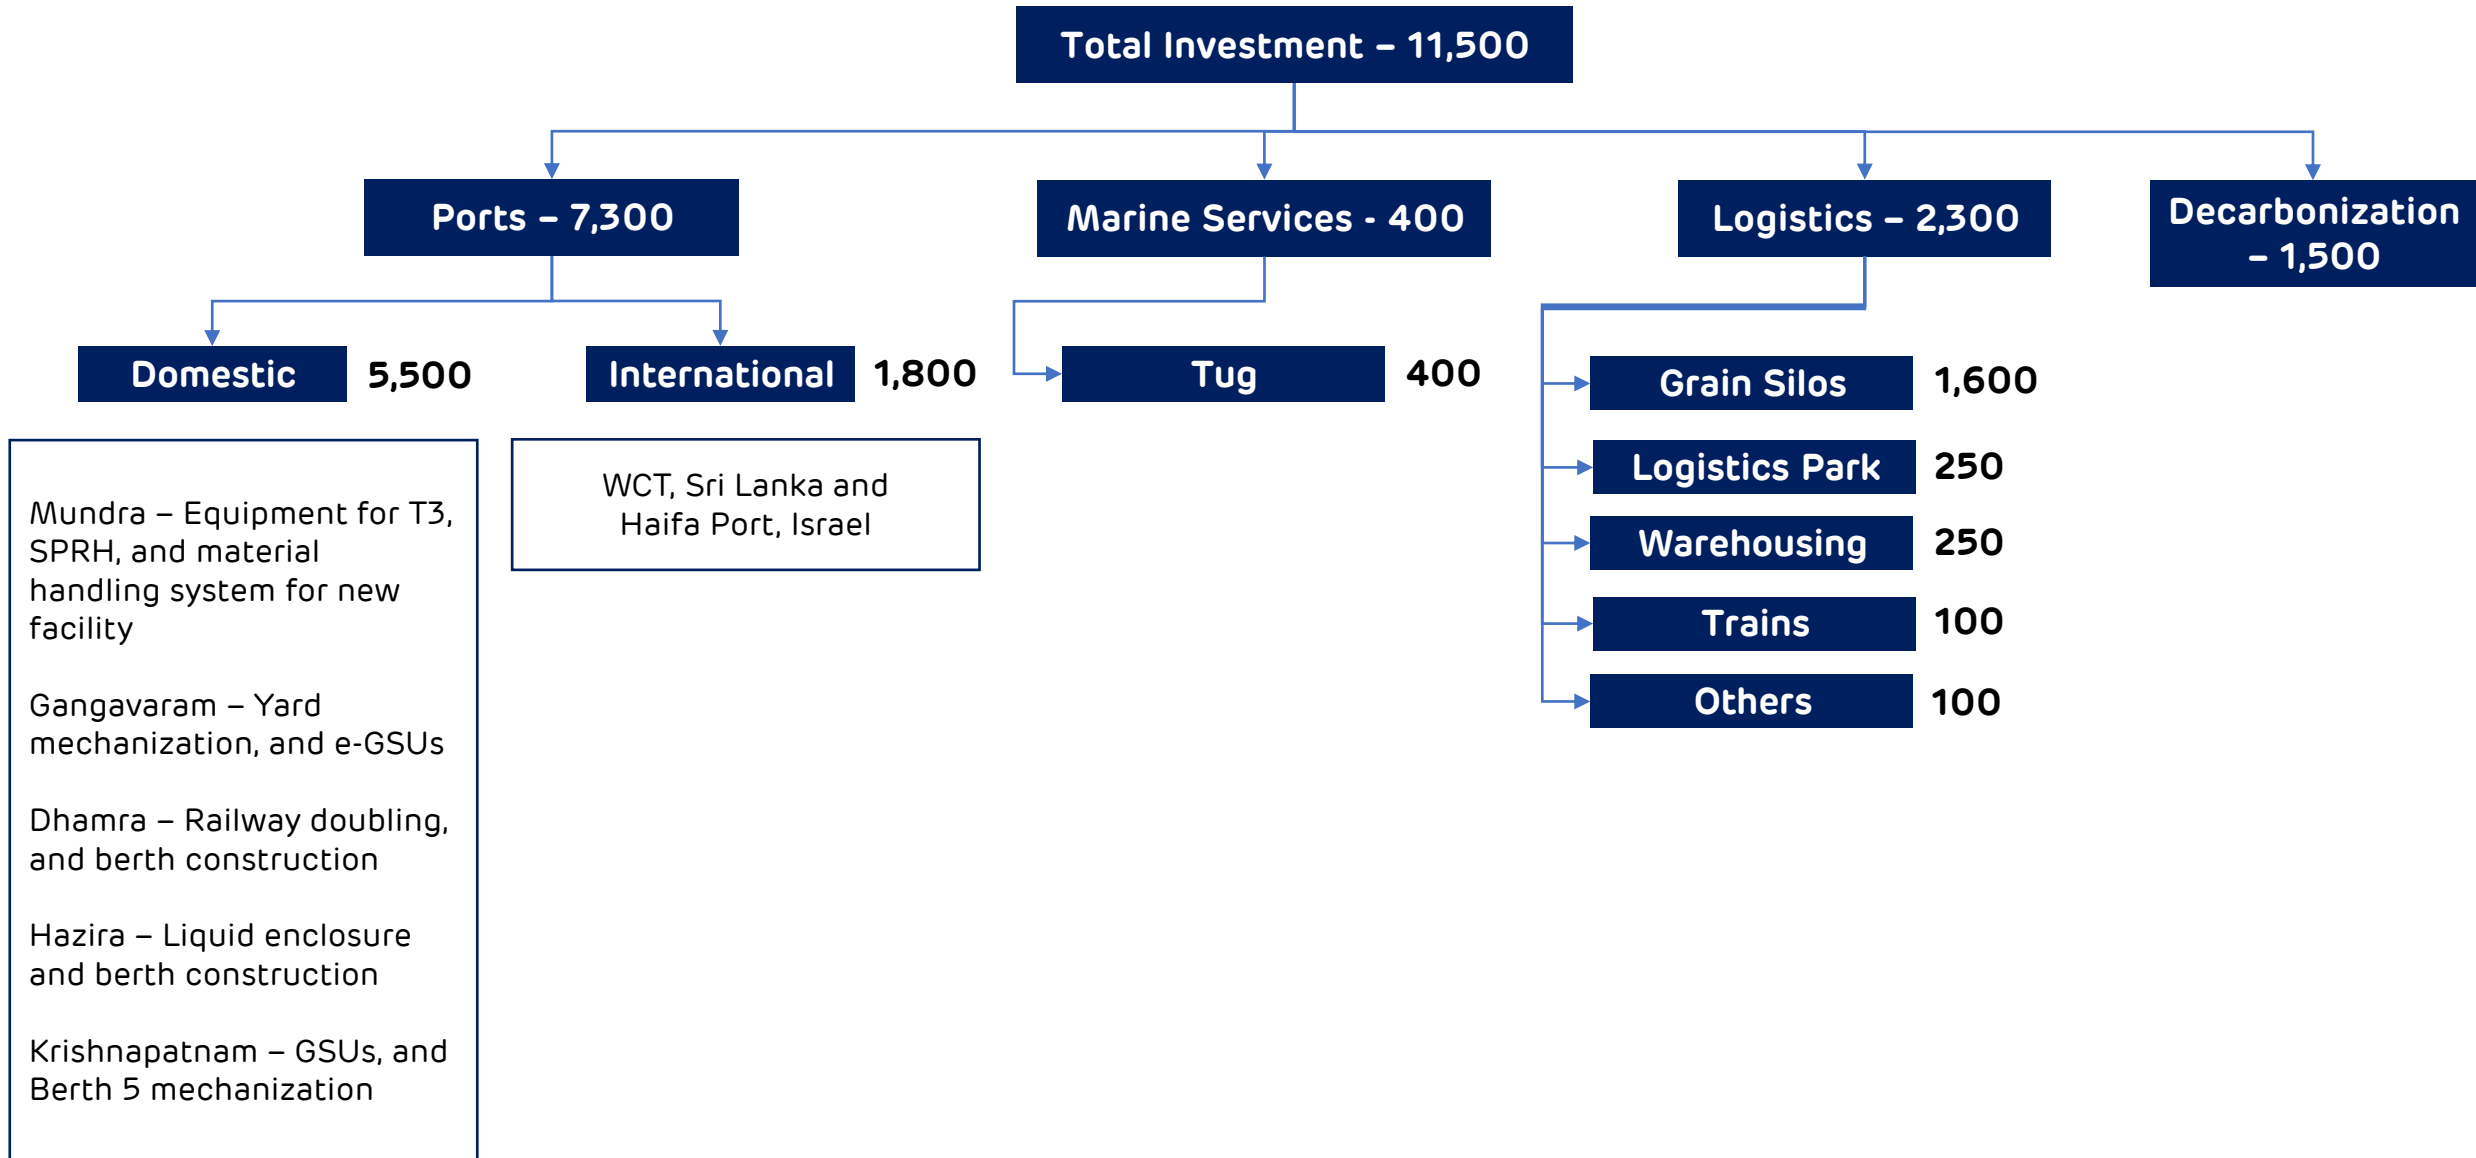 Total Investment – 11,500
Ports – 7,300
Marine Services - 400
Logistics – 2,300
Decarbonization
– 1,500
Domestic
5,500
International
1,800
Tug
400
Grain Silos
1,600
Logistics Park
250
Warehousing
250
Trains
100
Others
100
Mundra – Equipment for T3,
SPRH, and material
handling system for new
facility
Gangavaram – Yard
mechanization, and e-GSUs
Dhamra – Railway doubling,
and berth construction
Hazira – Liquid enclosure
and berth construction
Krishnapatnam – GSUs, and
Berth 5 mechanization
WCT, Sri Lanka and
Haifa Port, Israel